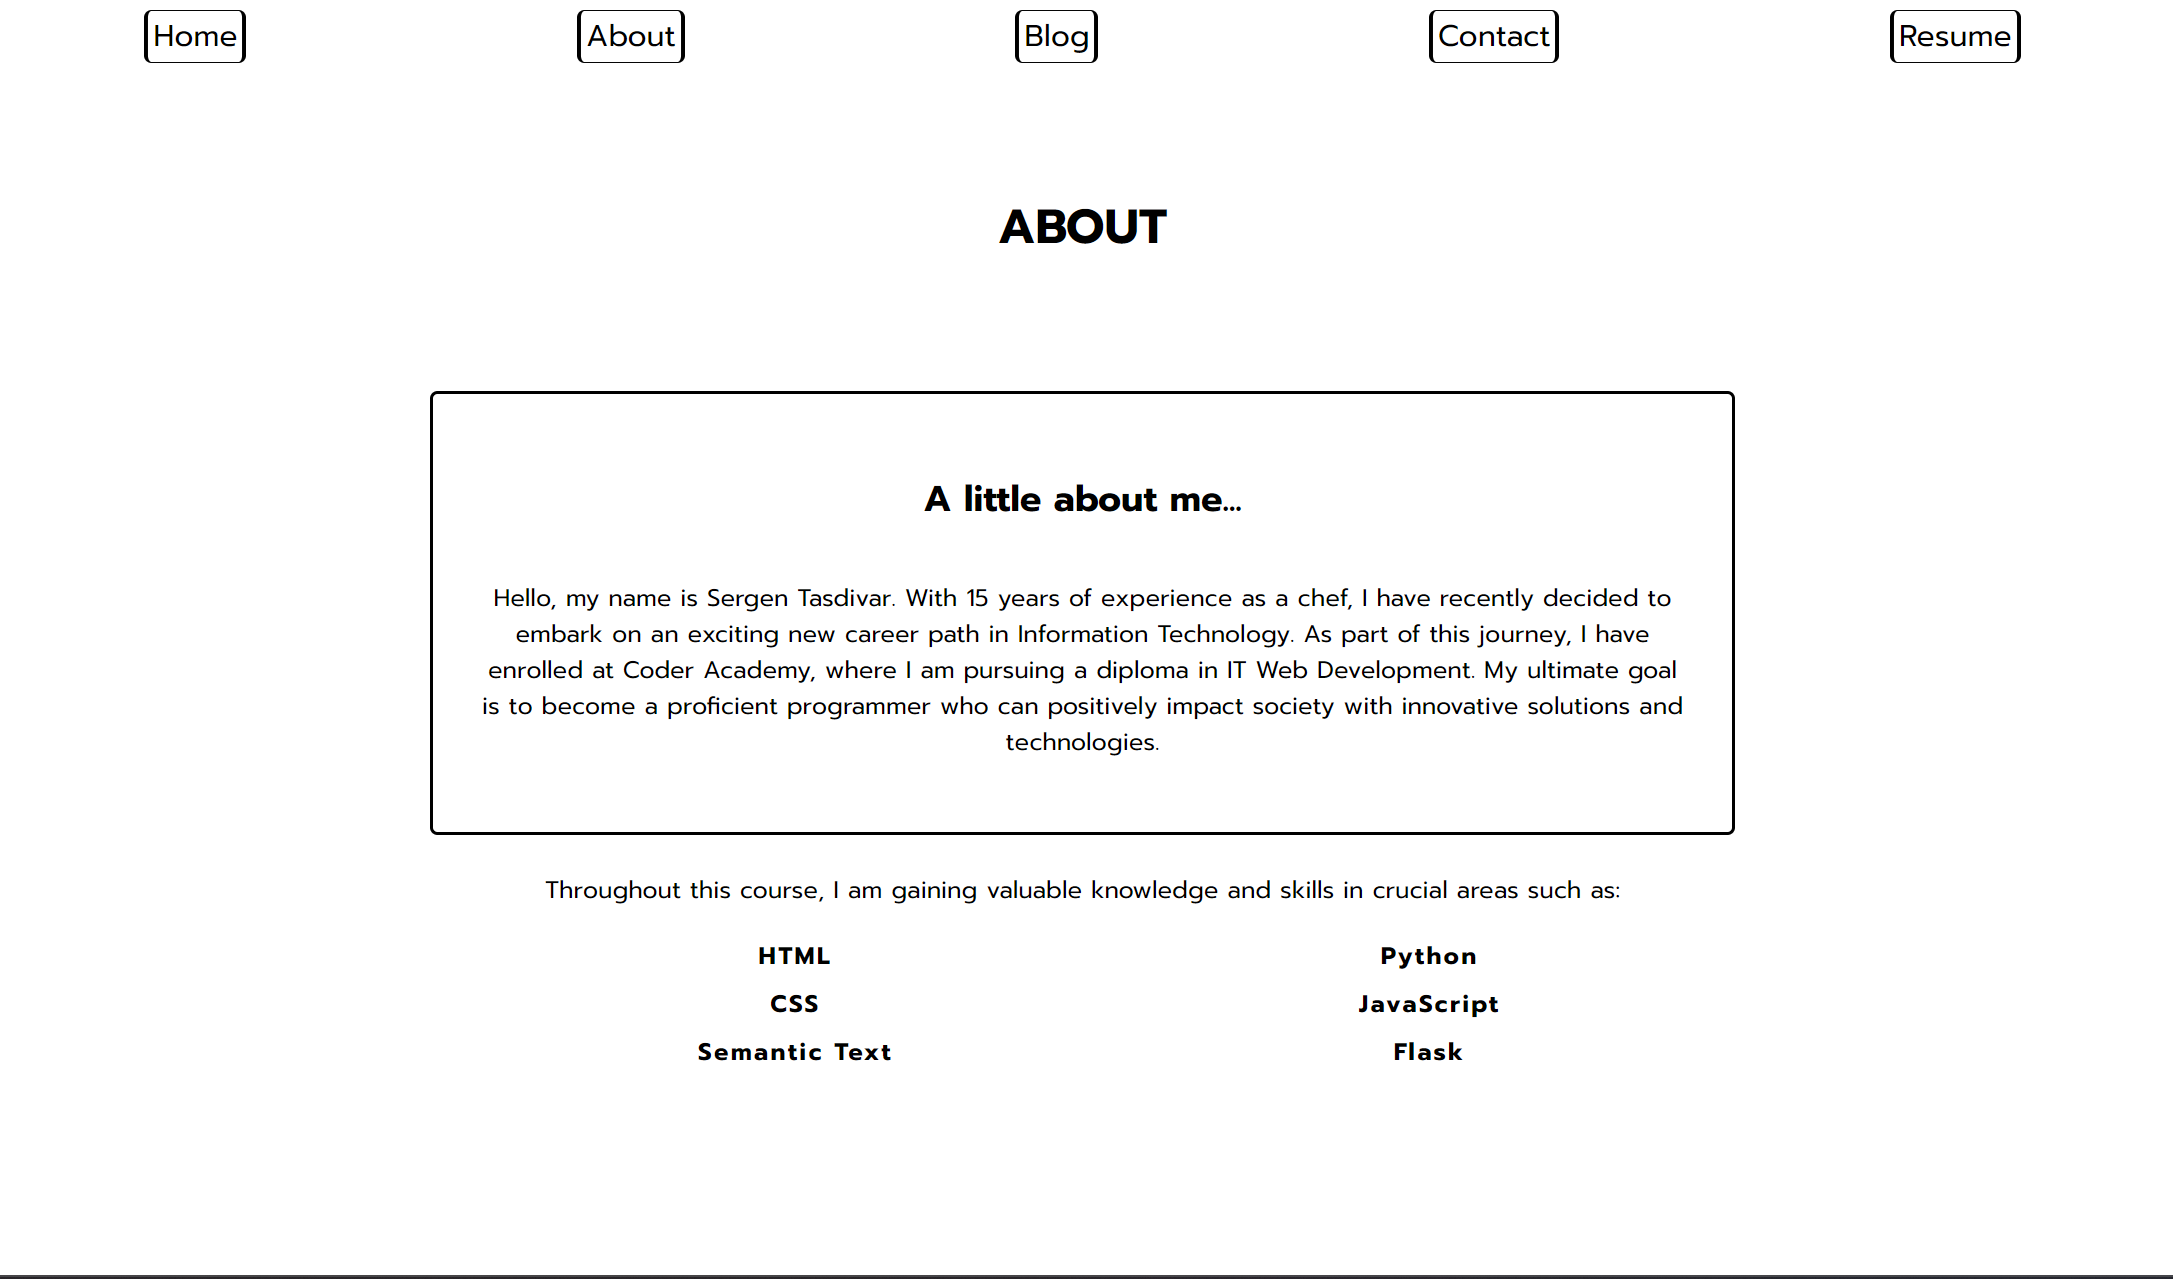 Home About Blog Contact Resume
ABOUT
A little about me...
Hello, my name is Sergen Tasdivar. With 15 years of experience as a chef, I have recently decided to
embark on an exciting new career path in Information Technology. As part of this journey, I have
enrolled at Coder Academy, where I am pursuing a diploma in IT Web Development. My ultimate goal
is to become a proficient programmer who can positively impact society with innovative solutions and
technologies.
Throughout this course, I am gaining valuable knowledge and skills in crucial areas such as:
HTML Python
CSS JavaScript
Semantic Text Flask